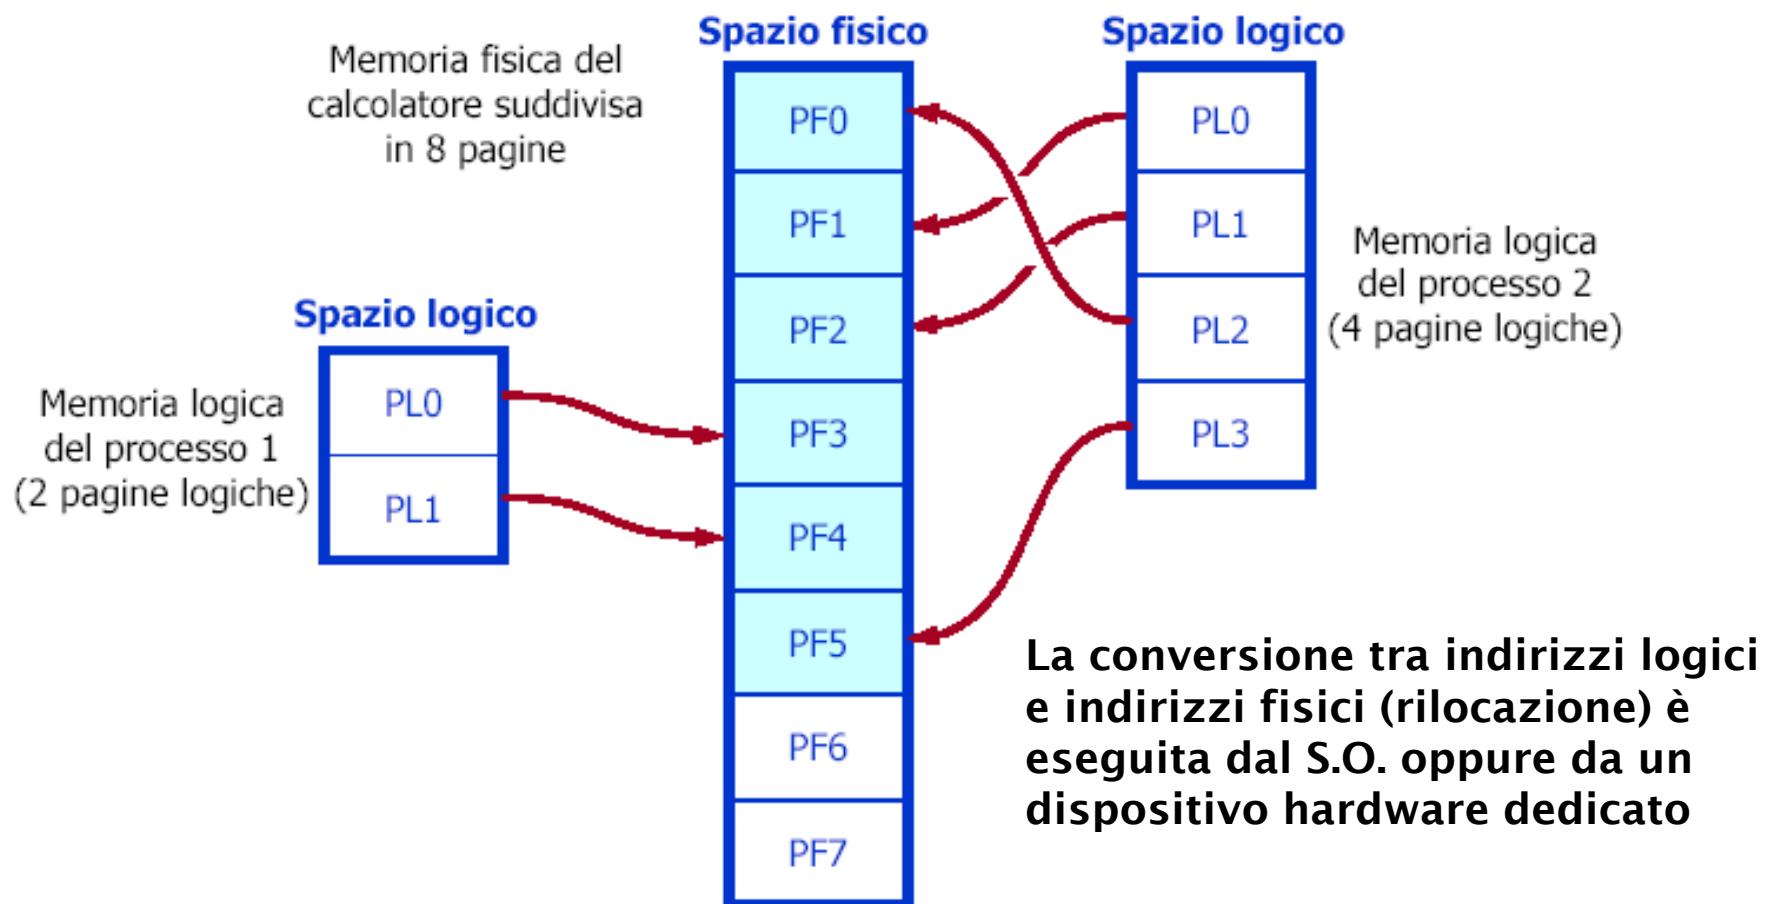 Spazio fisico
Spazio logico
Memoria fisica del
calcolatore suddivisa
in 8 pagine
PF0
PF1
PF2
PF3
PF4
PF5
PF6
PF7
PL0
PL1
PL2
PL3
Memoria logica
del processo 2
(4 pagine logiche)
Spazio logico
Memoria logica
del processo 1
(2 pagine logiche)
PL0
PL1
La conversione tra indirizzi logici
e indirizzi fisici (rilocazione) è
eseguita dal S.O. oppure da un
dispositivo hardware dedicato